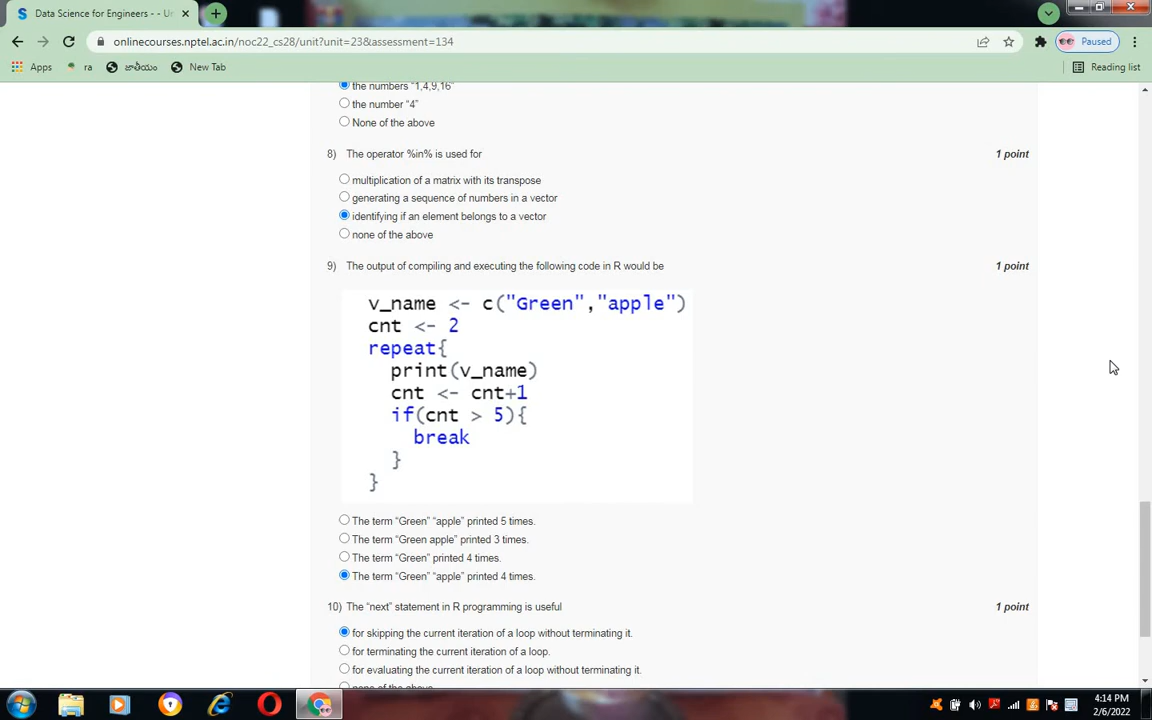 Data Science for Engineers - - Un
onlinecourses.nptel.ac.in/noc22_cs28/unit?unit=23&assessment=134
Paused
Apps
ra
జాతీయం
New Tab
Reading list
the numbers "1,4,9,16"
the number "4"
None of the above
8) The operator %in% is used for
1 point
multiplication of a matrix with its transpose
generating a sequence of numbers in a vector
identifying if an element belongs to a vector
none of the above
9) The output of compiling and executing the following code in R would be
1 point
v_name <- c("Green","apple")
cnt <- 2
repeat{
print(v_name)
cnt <- cnt+1
if(cnt > 5){
break
}
}
The term "Green" "apple" printed 5 times.
The term "Green apple" printed 3 times.
The term "Green" printed 4 times.
The term "Green" "apple" printed 4 times.
10) The "next" statement in R programming is useful
1 point
for skipping the current iteration of a loop without terminating it.
for terminating the current iteration of a loop.
for evaluating the current iteration of a loop without terminating it.
none of the above
4:14 PM
2/6/2022